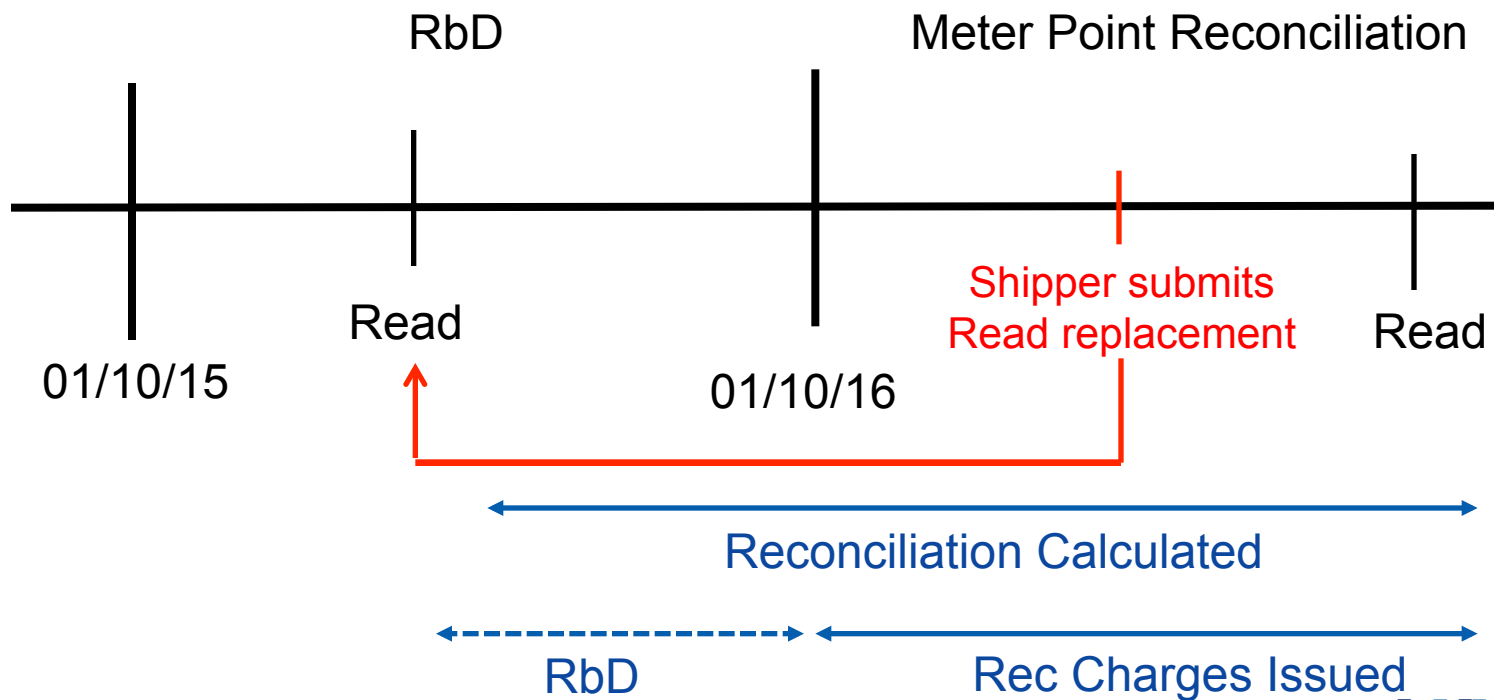 RbD
Meter Point Reconciliation
Shipper submits
Read replacement
Read
Read
01/10/15
01/10/16
Reconciliation Calculated
RbD
Rec Charges Issued